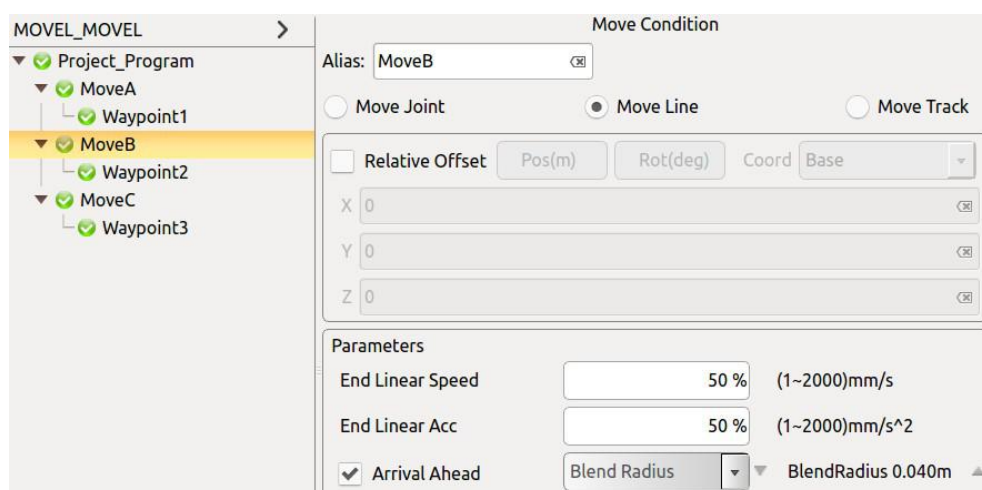 MOVEL_MOVEL
Project_Program
MoveA
Waypoint1
MoveB
Waypoint2
MoveC
Waypoint3
Move Condition
Alias: MoveB
Move Joint Move Line Move Track
Relative Offset Pos(m) Rot(deg) Coord Base
X 0
Y 0
Z 0
Parameters
End Linear Speed 50 % (1~2000)mm/s
End Linear Acc 50 % (1~2000)mm/s^2
Arrival Ahead Blend Radius BlendRadius 0.040m